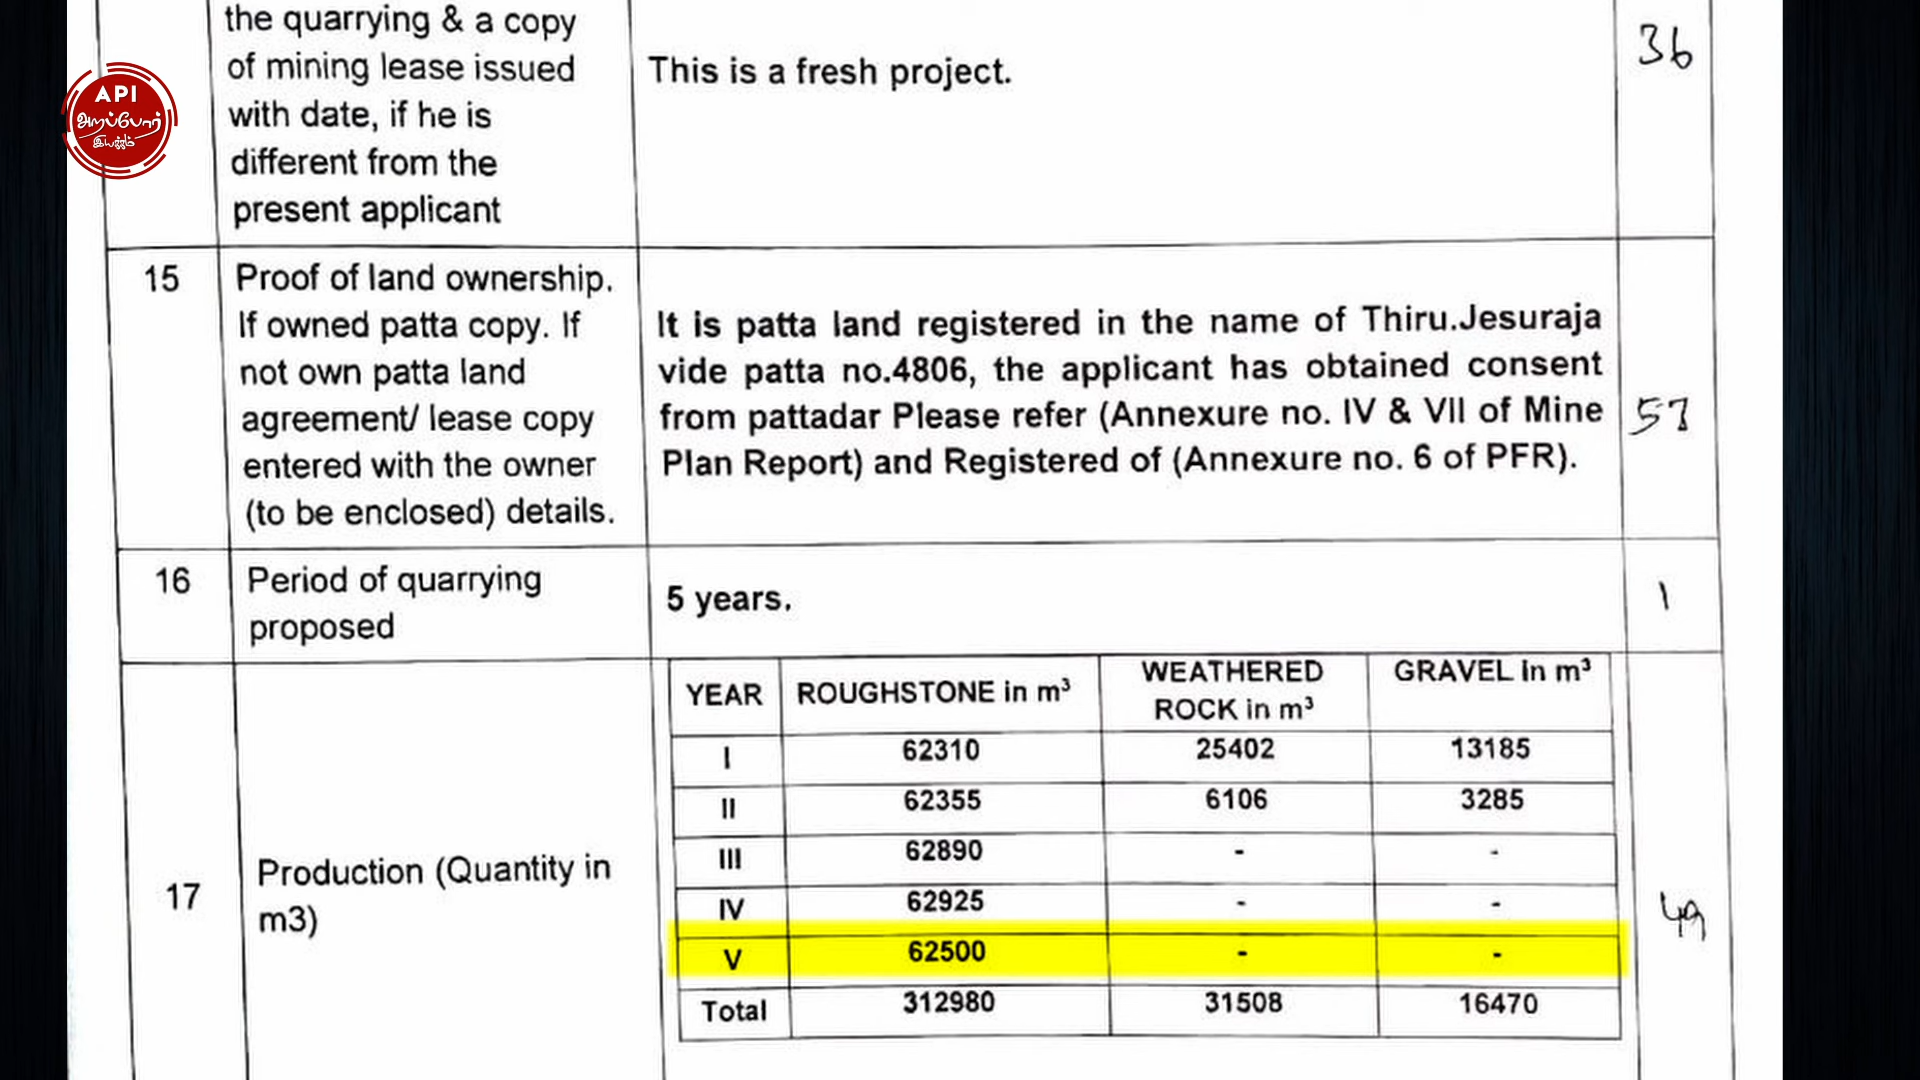 the quarrying & a copy
of mining lease issued
with date, if he is
different from the
present applicant
This is a fresh project.
36
API
அறப்போர்
இயக்கம்
15
Proof of land ownership.
If owned patta copy. If
not own patta land
agreement/ lease copy
entered with the owner
(to be enclosed) details.
It is patta land registered in the name of Thiru.Jesuraja
vide patta no.4806, the applicant has obtained consent
from pattadar Please refer (Annexure no. IV & VII of Mine
Plan Report) and Registered of (Annexure no. 6 of PFR).
57
16
Period of quarrying
proposed
5 years.
1
17
Production (Quantity in
m3)
YEAR ROUGHSTONE in m³ WEATHERED ROCK in m³ GRAVEL in m³
I 62310 25402 13185
II 62355 6106 3285
III 62890 - -
IV 62925 - -
V 62500 - -
Total 312980 31508 16470
49